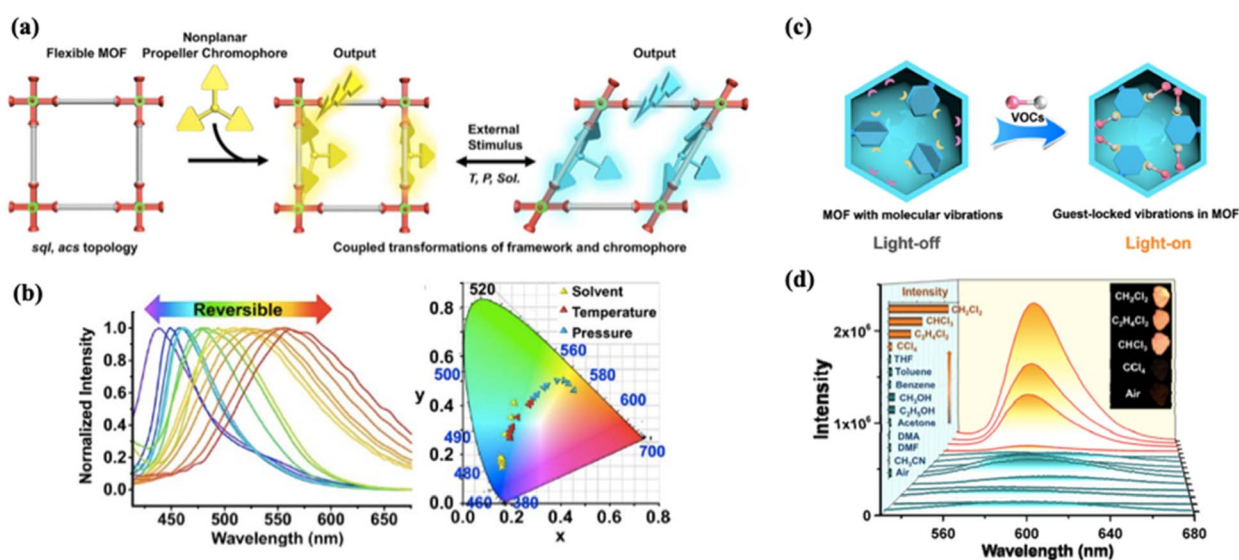 (a)
Nonplanar
Flexible MOF Propeller Chromophore Output Output
External
Stimulus
T, P, Sol.
sql, acs topology Coupled transformations of framework and chromophore
(b)
Reversible
Normalized Intensity
1.0
0.8
0.6
0.4
0.2
0.0
450 500 550 600 650
Wavelength (nm)
0.8
0.6
y
0.4
0.2
0.0
0.0 0.2 0.4 0.6 0.8
x
520
Solvent
Temperature
Pressure
560
500
580
600
490
700
480
460
380
(c)
VOCs
MOF with molecular vibrations Guest-locked vibrations in MOF
Light-off Light-on
(d)
Intensity
2x10⁶
1x10⁶
0
Intensity
CH₂Cl₂
CHCl₃
C₂H₄Cl₂
CCl₄
THF
Toluene
Benzene
CH₃OH
C₂H₅OH
Acetone
DMA
DMF
CH₃CN
Air
CH₂Cl₂
C₂H₄Cl₂
CHCl₃
CCl₄
Air
560 600 640 680
Wavelength (nm)